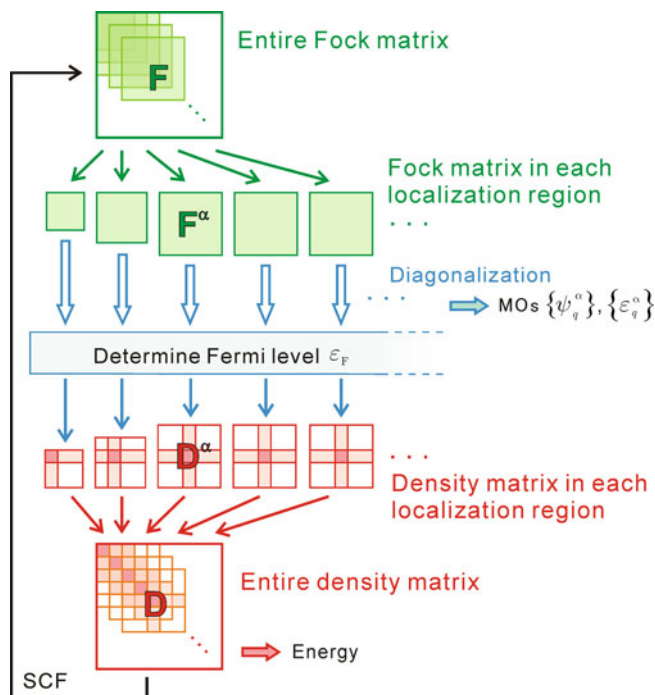 Entire Fock matrix
F
Fock matrix in each
localization region
F^α
Diagonalization
MOs {ψ_q^α}, {ε_q^α}
Determine Fermi level ε_F
D^α
Density matrix in each
localization region
Entire density matrix
D
Energy
SCF